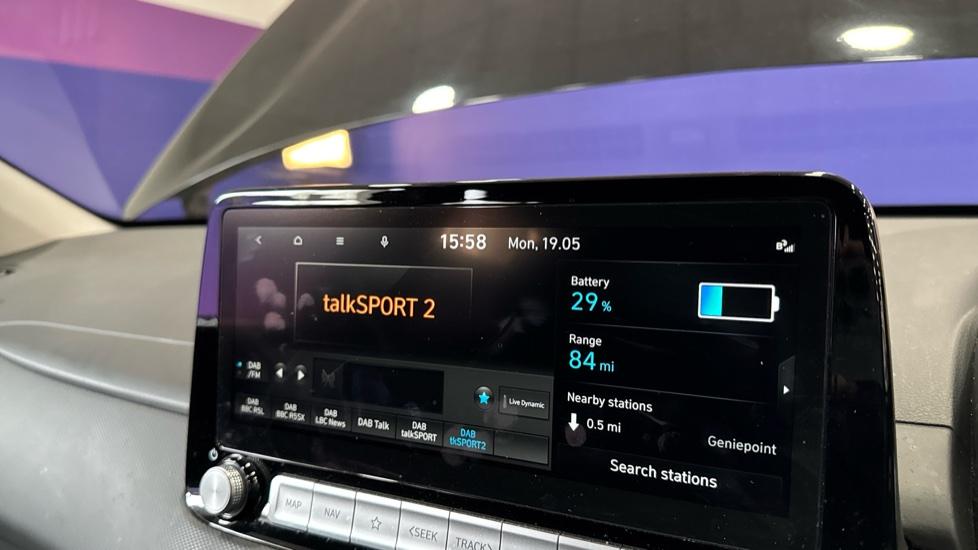 15:58 Mon, 19.05
talkSPORT 2
Battery
29 %
Range
84 mi
Nearby stations
0.5 mi
Geniepoint
Search stations
DAB
/FM
Live Dynamic
DAB
BBC R5L
DAB
BBC R5SX
DAB
LBC News
DAB Talk
DAB
talkSPORT
DAB
tkSPORT2
MAP
NAV
<SEEK
TRACK>